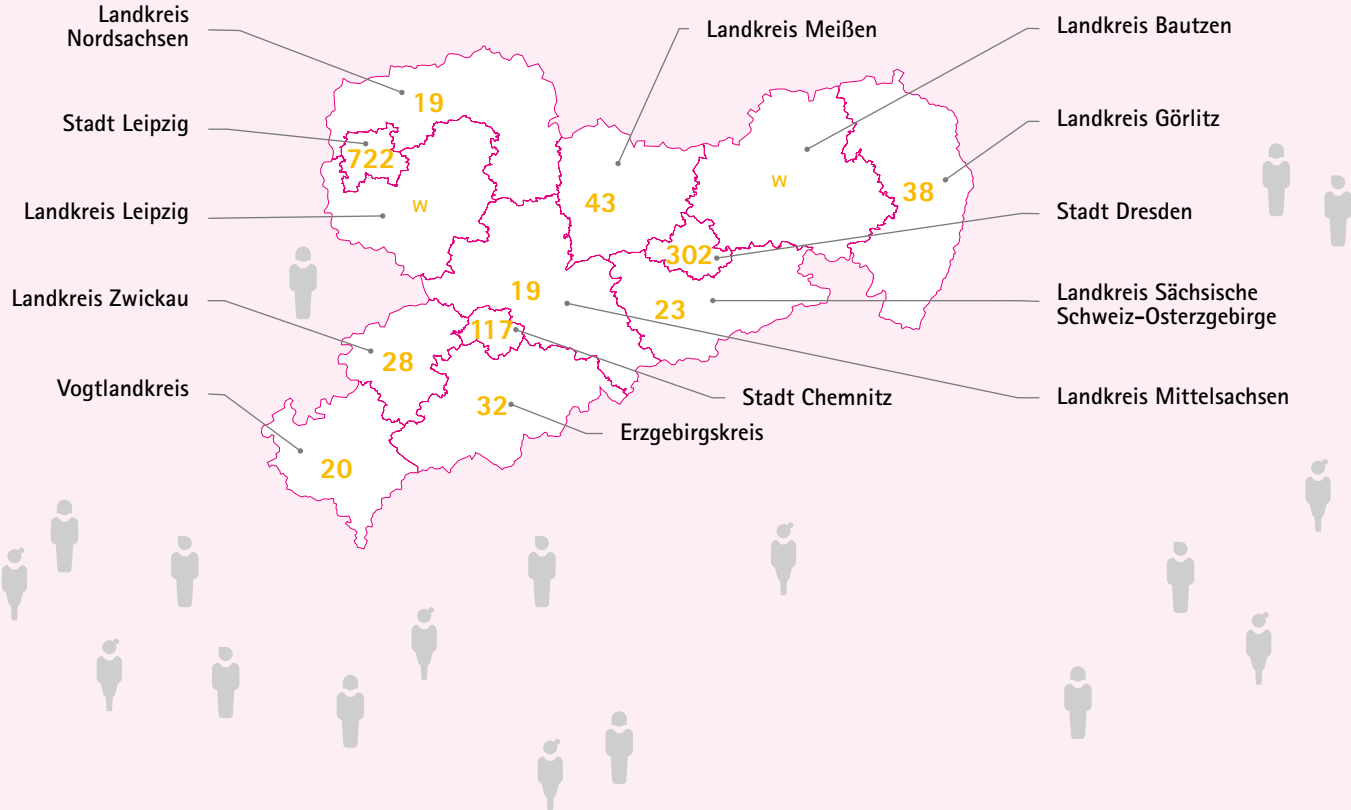 Landkreis
Nordsachsen
Landkreis Meißen
Landkreis Bautzen
19
Stadt Leipzig
Landkreis Görlitz
722
w
38
Landkreis Leipzig
w
43
Stadt Dresden
302
Landkreis Zwickau
19
23
Landkreis Sächsische
Schweiz-Osterzgebirge
117
28
Vogtlandkreis
32
Stadt Chemnitz
Landkreis Mittelsachsen
Erzgebirgskreis
20